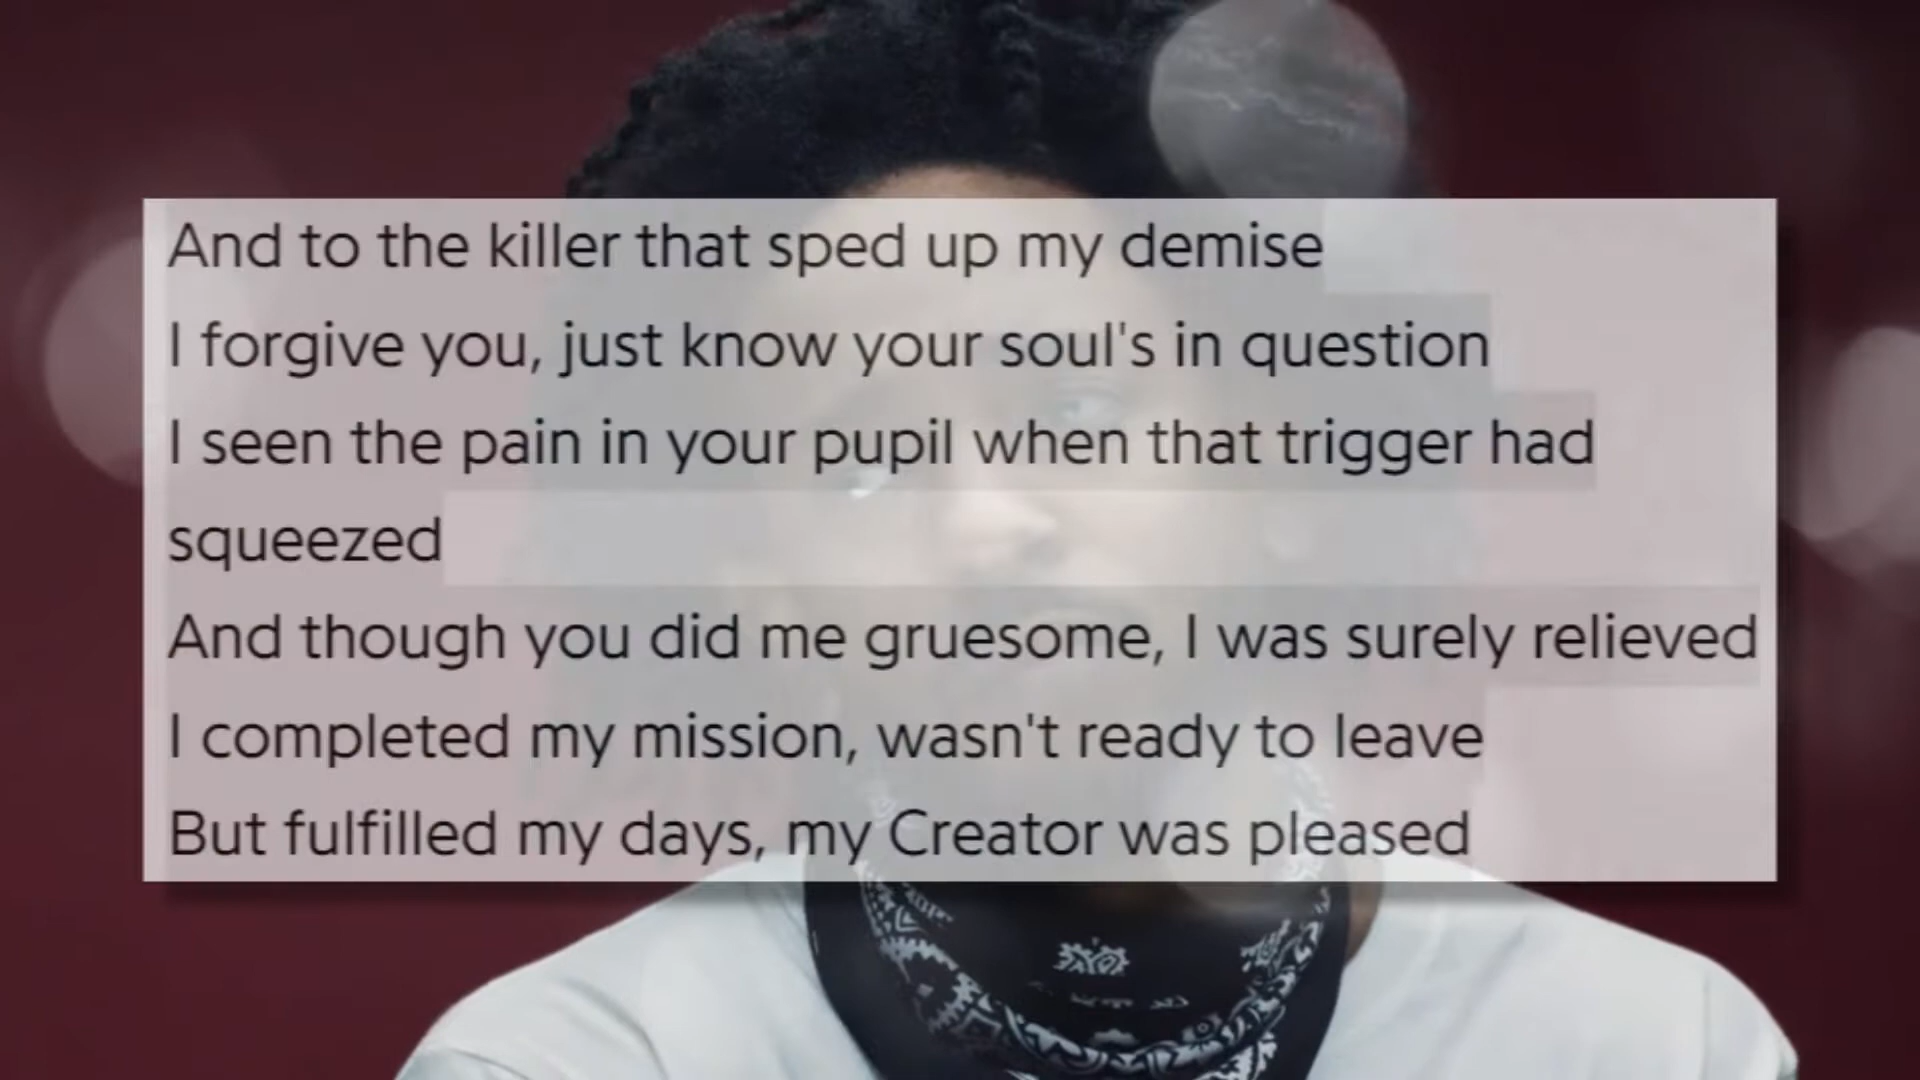 And to the killer that sped up my demise
I forgive you, just know your soul's in question
I seen the pain in your pupil when that trigger had
squeezed
And though you did me gruesome, I was surely relieved
I completed my mission, wasn't ready to leave
But fulfilled my days, my Creator was pleased